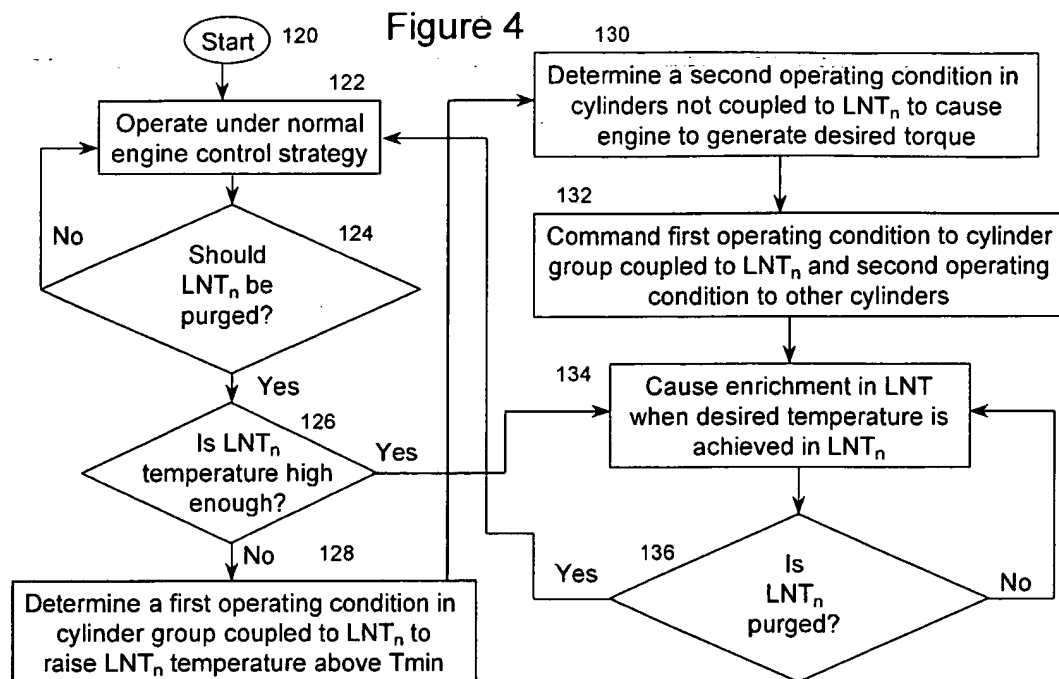 Figure 4
Start
120
122
Operate under normal
engine control strategy
No
124
Should
LNTn be
purged?
Yes
126
Is LNTn
temperature high
enough?
Yes
No
128
Determine a first operating condition in
cylinder group coupled to LNTn to
raise LNTn temperature above Tmin
130
Determine a second operating condition in
cylinders not coupled to LNTn to cause
engine to generate desired torque
132
Command first operating condition to cylinder
group coupled to LNTn and second operating
condition to other cylinders
134
Cause enrichment in LNT
when desired temperature is
achieved in LNTn
136
Yes
Is
LNTn
purged?
No